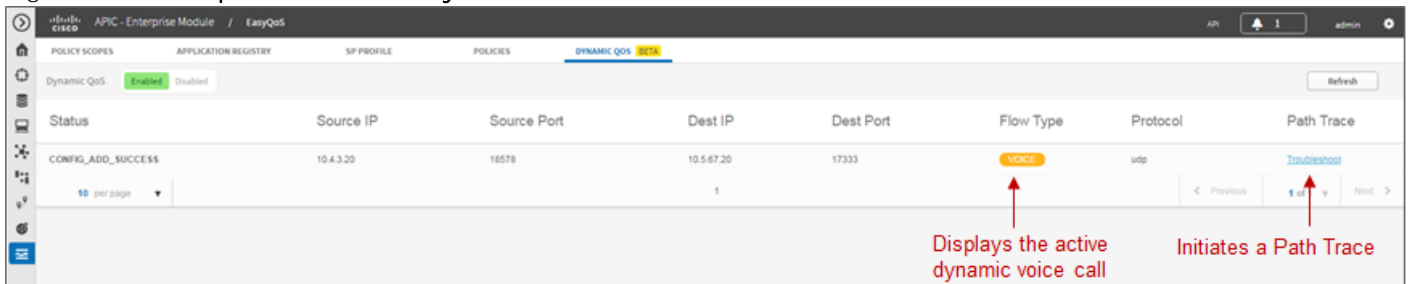 cisco APIC - Enterprise Module / EasyQoS API 1 admin
POLICY SCOPES APPLICATION REGISTRY SP PROFILE POLICIES DYNAMIC QOS BETA
Dynamic QoS Enabled Disabled Refresh
Status Source IP Source Port Dest IP Dest Port Flow Type Protocol Path Trace
CONFIG_ADD_SUCCESS 10.4.3.20 18578 10.5.67.20 17333 VOICE udp Troubleshoot
10 per page 1 Previous 1 of Next
Displays the active Initiates a Path Trace
dynamic voice call